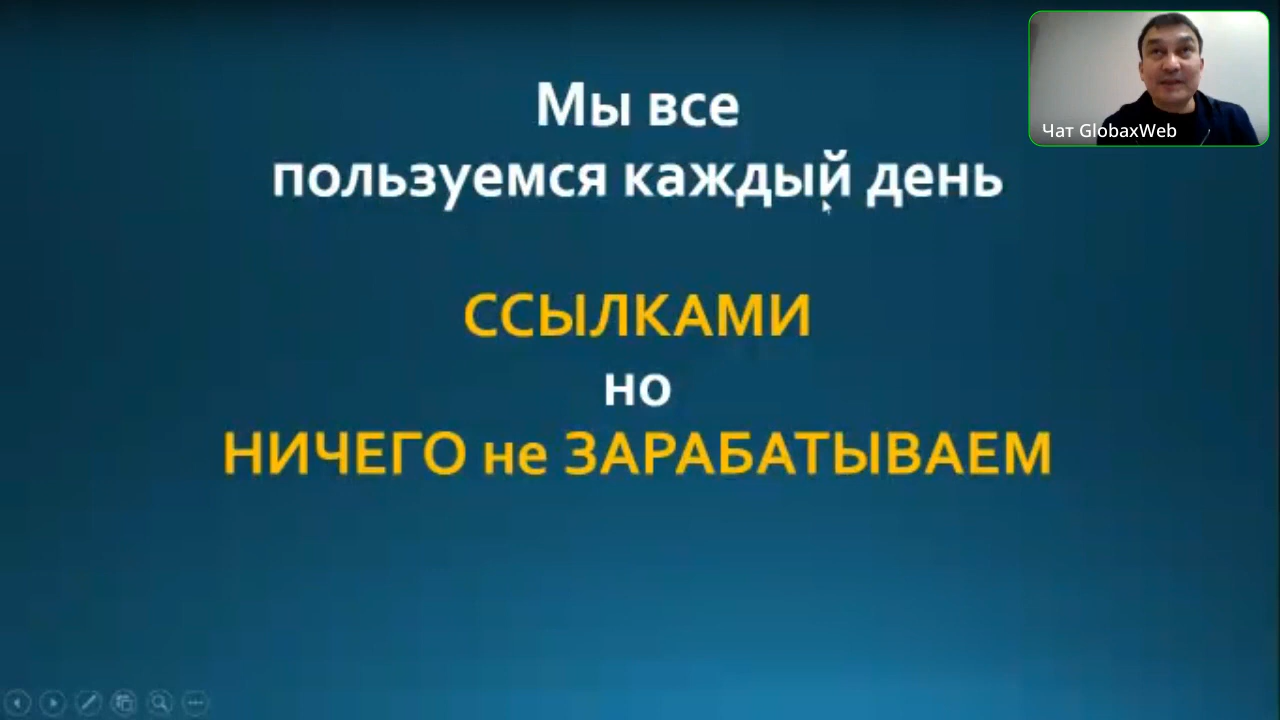 Мы все
пользуемся каждый день
ССЫЛКАМИ
но
НИЧЕГО не ЗАРАБАТЫВАЕМ
Чат GlobaxWeb